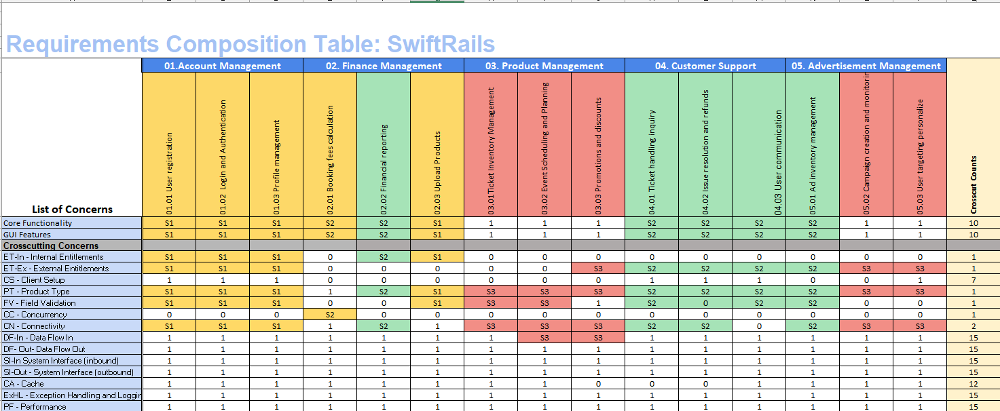 Requirements Composition Table: SwiftRails
01.Account Management 02. Finance Management 03. Product Management 04. Customer Support 05. Advertisement Management
List of Concerns 01.01 User registration 01.02 Login and Authentication 01.03 Profile management 02.01 Booking fees calculation 02.02 Financial reporting 02.03 Upload Products 03.01Ticket Inventory Management 03.02 Event Scheduling and Planning 03.03 Promotions and discounts 04.01 Ticket handling inquiry 04.02 Issue resolution and refunds 04.03 User communication 05.01 Ad inventory management 05.02 Campaign creation and monitorin 05.03 User targeting personalize Crosscut Counts
Core Functionality S1 S1 S1 S2 S2 S1 1 1 1 S2 S2 S2 S2 1 1 10
GUI Features S1 S1 S1 S2 S2 S1 1 1 1 S2 S2 S2 S2 1 1 10
Crosscutting Concerns
ET-In - Internal Entitlements S1 S1 S1 0 S2 S1 0 0 0 0 0 0 0 0 0 1
ET-Ex - External Entitlements S1 S1 S1 0 0 0 0 0 S3 S2 S2 S2 S2 S3 S3 1
CS - Client Setup 1 1 1 0 0 0 0 0 0 1 1 1 0 0 1 7
PT - Product Type S1 S1 S1 1 S2 S1 S3 S3 S3 S2 S2 S2 S2 S3 S3 1
FV - Field Validation S1 S1 S1 0 0 S1 S3 S3 1 S2 0 S2 S2 0 0 1
CC - Concurrency 0 0 0 S2 0 0 0 0 0 0 0 0 0 0 0 1
CN - Connectivity S1 S1 S1 1 S2 1 S3 S3 S3 S2 S2 0 S2 S3 S3 2
DF-In - Data Flow In 1 1 1 1 1 1 1 S3 S3 1 1 1 1 1 1 15
DF- Out- Data Flow Out 1 1 1 1 1 1 1 1 1 1 1 1 1 1 1 15
SI-In System Interface (inbound) 1 1 1 1 1 1 1 1 1 1 1 1 1 1 1 15
SI-Out - System Interface (outbound) 1 1 1 1 1 1 1 1 1 1 1 1 1 1 1 15
CA - Cache 1 1 1 1 1 1 1 1 0 0 0 1 1 1 1 12
ExHL - Exception Handling and Loggin 1 1 1 1 1 1 1 1 1 1 1 1 1 1 1 15
PF - Performance 1 1 1 1 1 1 1 1 1 1 1 1 1 1 1 15